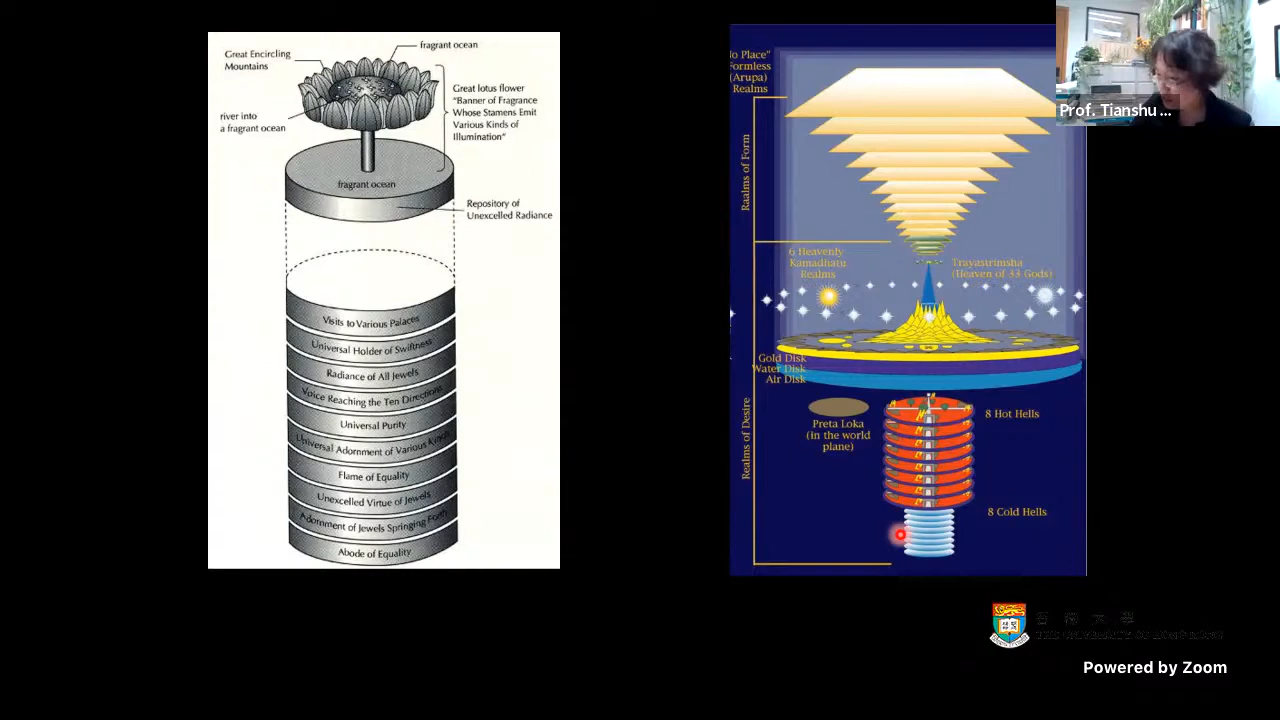 Great Encircling
Mountains
fragrant ocean
river into
a fragrant ocean
Great lotus flower
"Banner of Fragrance
Whose Stamens Emit
Various Kinds of
Illumination"
fragrant ocean
Repository of
Unexcelled Radiance
Visits to Various Palaces
Universal Holder of Swiftness
Radiance of All Jewels
Voice Reaching the Ten Directions
Universal Purity
Universal Adornment of Various Kinds
Flame of Equality
Unexcelled Virtue of Jewels
Adornment of Jewels Springing Forth
Abode of Equality
No Place"
Formless
(Arupa)
Realms
Raalms of Form
6 Heavenly
Kamadhatu
Realms
Trayastrimsha
(Heaven of 33 Gods)
Gold Disk
Water Disk
Air Disk
Realms of Desire
Preta Loka
(in the world
plane)
8 Hot Hells
8 Cold Hells
Prof. Tianshu ...
Powered by Zoom